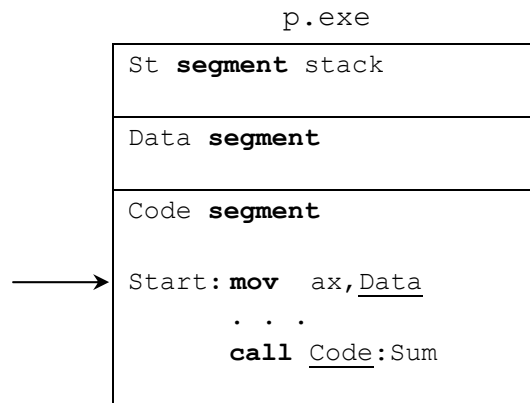 p.exe
St segment stack
Data segment
Code segment
Start: mov ax,Data
. . .
call Code:Sum